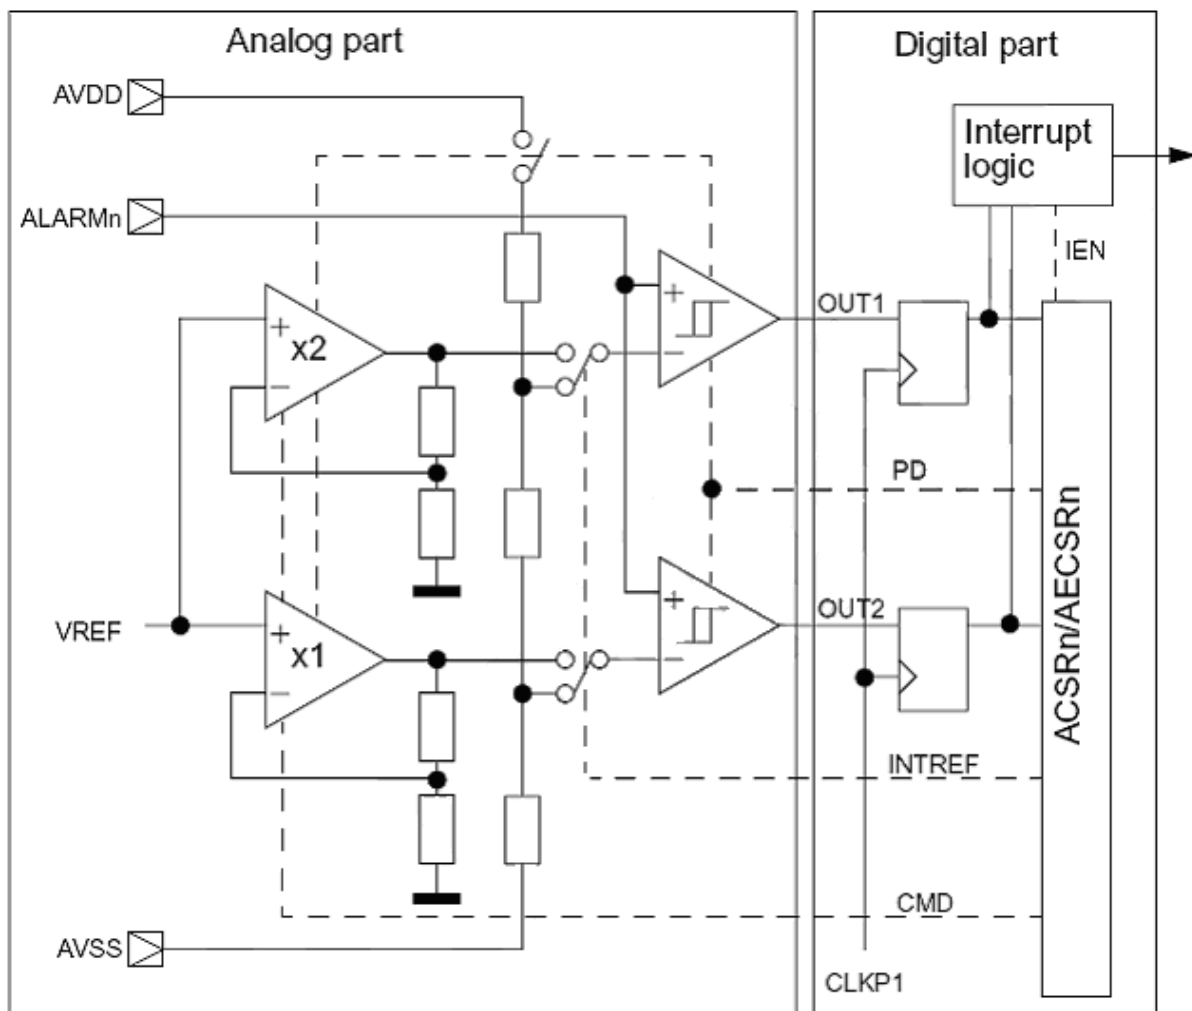 Analog part
Digital part
AVDD
Interrupt
logic
ALARMn
IEN
+
OUT1
+
x2
−
−
PD
ACSRn/AECSRn
+
OUT2
VREF
+
x1
−
−
INTREF
CMD
AVSS
CLKP1